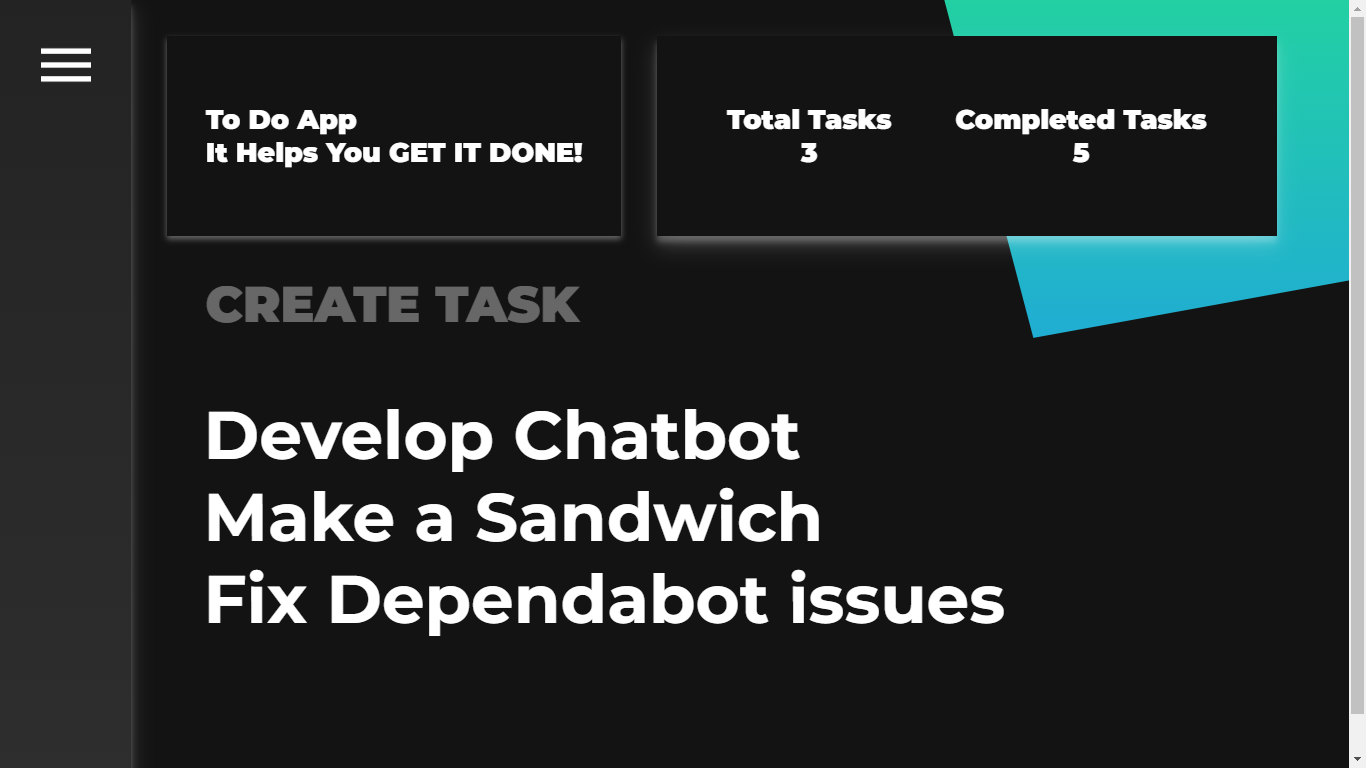 To Do App
It Helps You GET IT DONE!
Total Tasks
3
Completed Tasks
5
CREATE TASK
Develop Chatbot
Make a Sandwich
Fix Dependabot issues